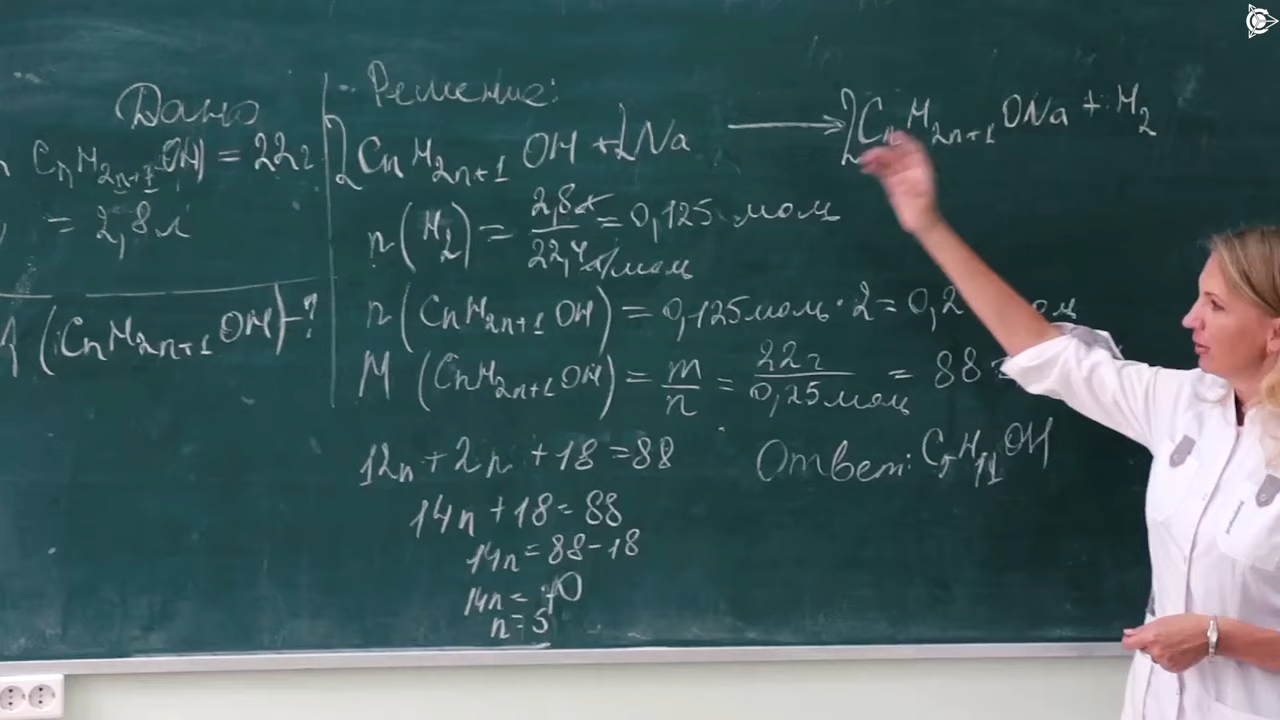 Дано
CnH2n+1OH = 22г
= 2,8л
(CnH2n+1OH) - ?
Решение:
2CnH2n+1OH + 2Na → 2CnH2n+1ONa + H2
n(H2) = 2,8л / 22,4л/моль = 0,125 моль
n(CnH2n+1OH) = 0,125моль · 2 = 0,2
M(CnH2n+1OH) = m/n = 22г / 0,25моль = 88
12n + 2n + 18 = 88
14n + 18 = 88
14n = 88 - 18
14n = 70
n = 5
Ответ: C5H11OH